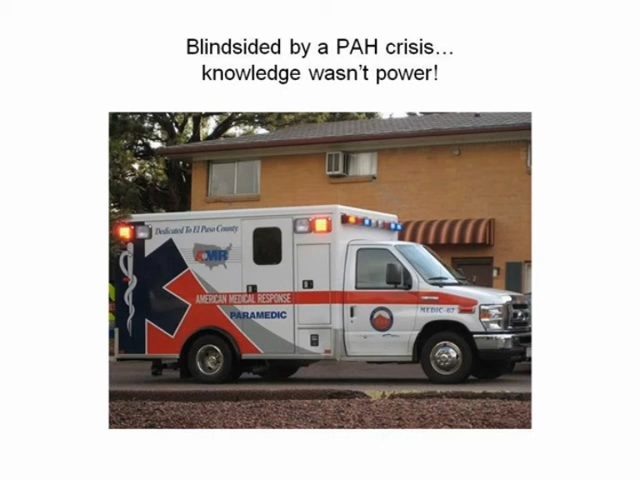 Blindsided by a PAH crisis…
knowledge wasn't power!
Dedicated To El Paso County
AMR
AMERICAN MEDICAL RESPONSE
PARAMEDIC
MEDIC-67